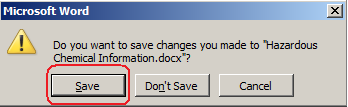 Microsoft Word
Do you want to save changes you made to "Hazardous
Chemical Information.docx"?
Save Don't Save Cancel